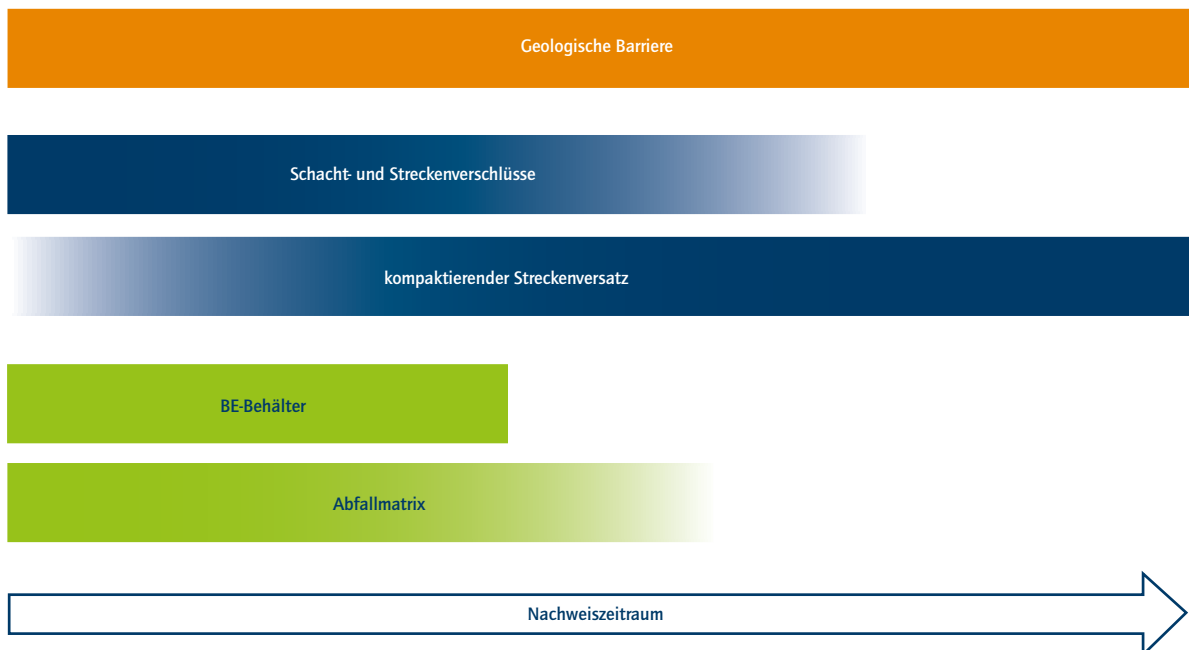 Geologische Barriere
Schacht- und Streckenverschlüsse
kompaktierender Streckenversatz
BE-Behälter
Abfallmatrix
Nachweiszeitraum